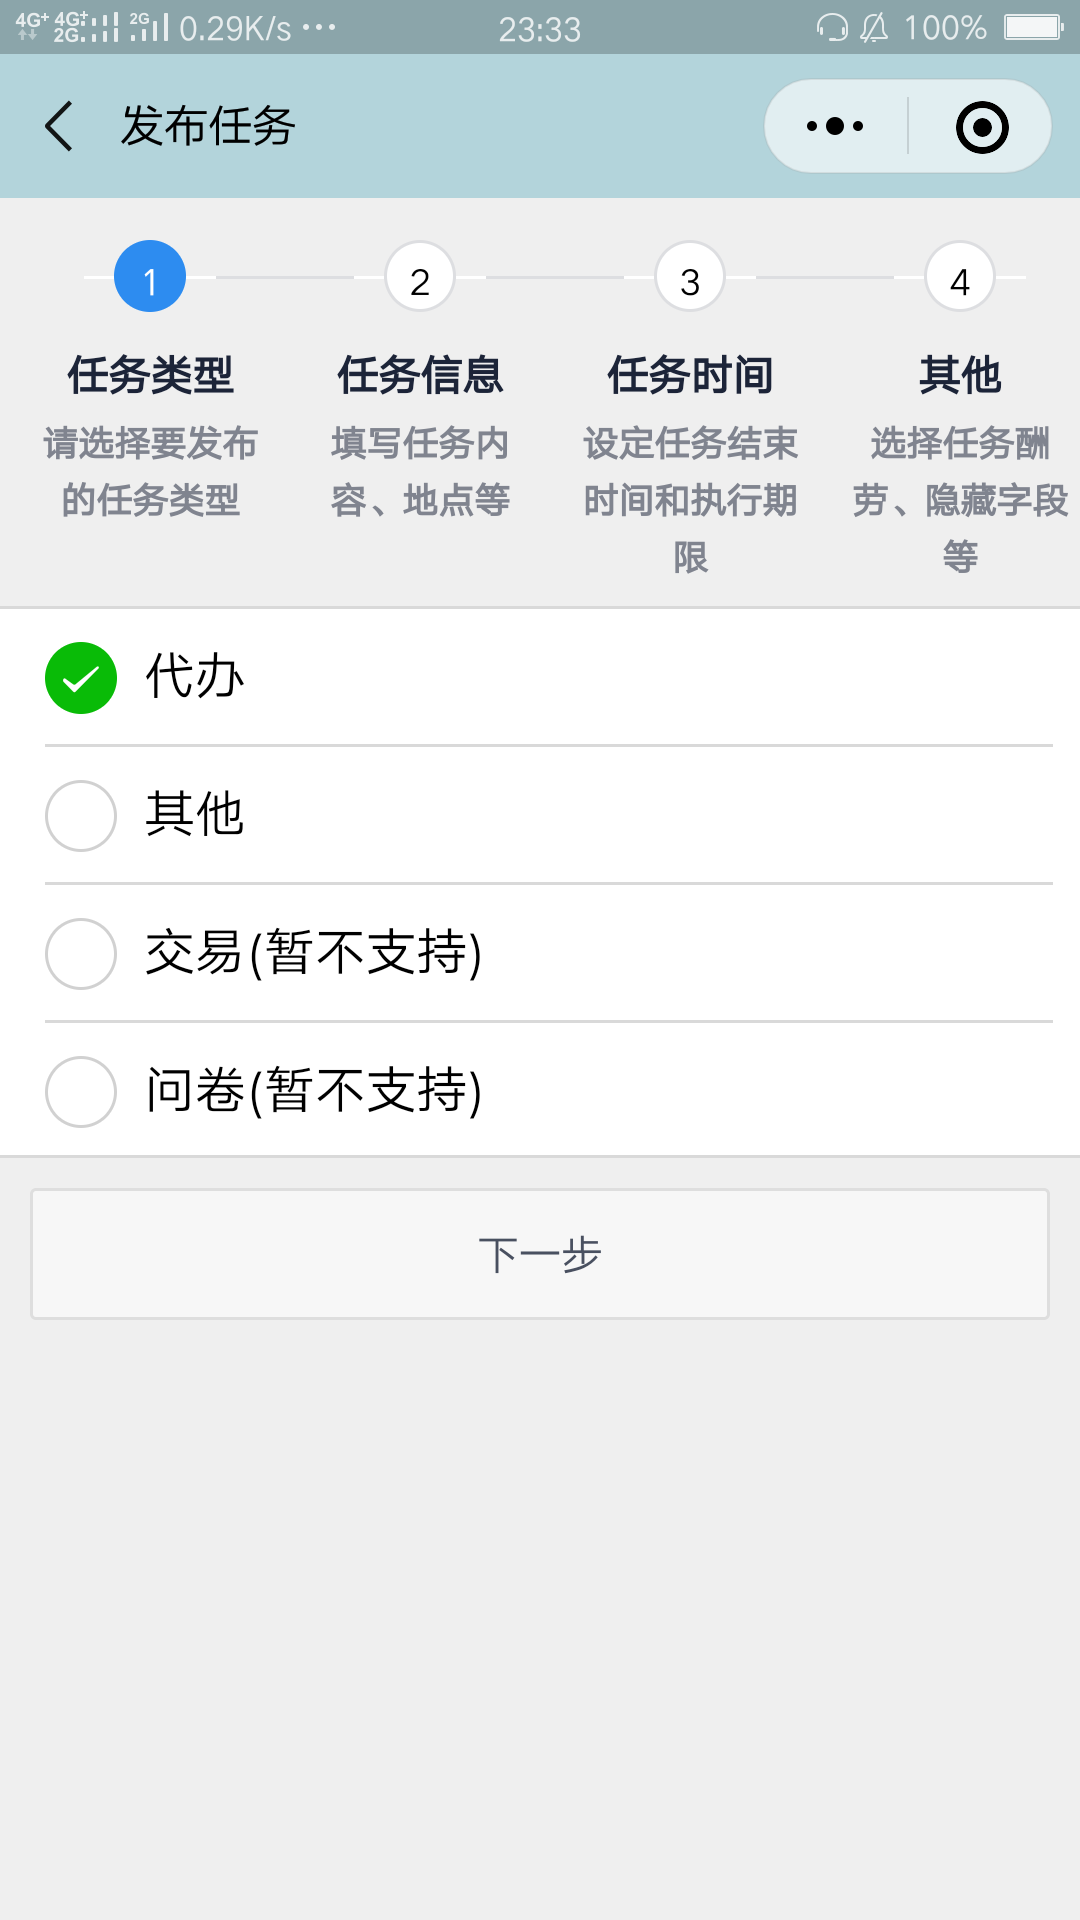 4G+ 4G+ 2G 2G 0.29K/s ··· 23:33 100%
发布任务
1 2 3 4
任务类型 任务信息 任务时间 其他
请选择要发布 填写任务内 设定任务结束 选择任务酬
的任务类型 容、地点等 时间和执行期 劳、隐藏字段
限 等
代办
其他
交易(暂不支持)
问卷(暂不支持)
下一步